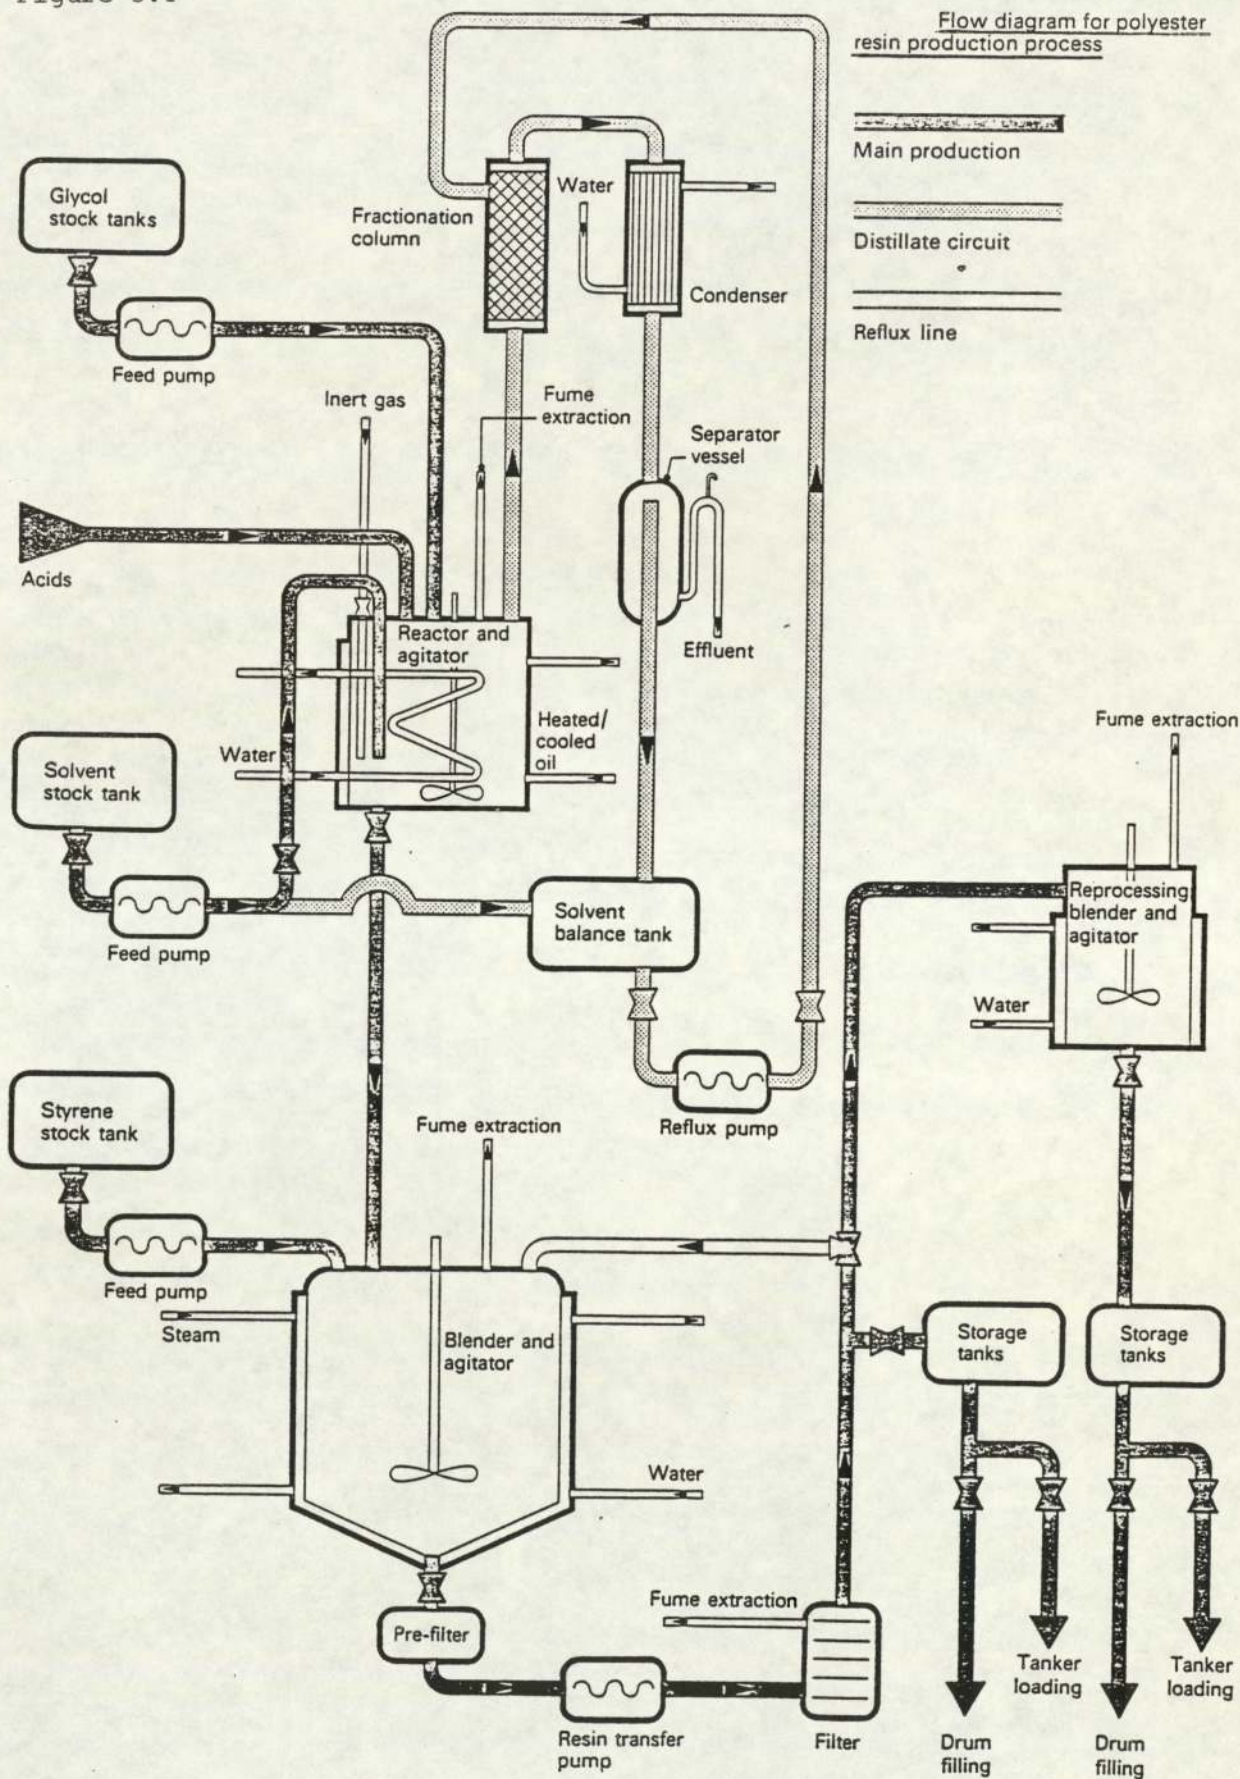 Flow diagram for polyester
resin production process
Main production
Distillate circuit
Reflux line
Glycol
stock tanks
Feed pump
Fractionation
column
Water
Condenser
Inert gas
Fume
extraction
Separator
vessel
Acids
Reactor and
agitator
Effluent
Heated/
cooled
oil
Water
Solvent
stock tank
Feed pump
Solvent
balance tank
Fume extraction
Reprocessing
blender and
agitator
Water
Styrene
stock tank
Fume extraction
Reflux pump
Feed pump
Steam
Blender and
agitator
Water
Storage
tanks
Storage
tanks
Pre-filter
Fume extraction
Resin transfer
pump
Filter
Tanker
loading
Tanker
loading
Drum
filling
Drum
filling